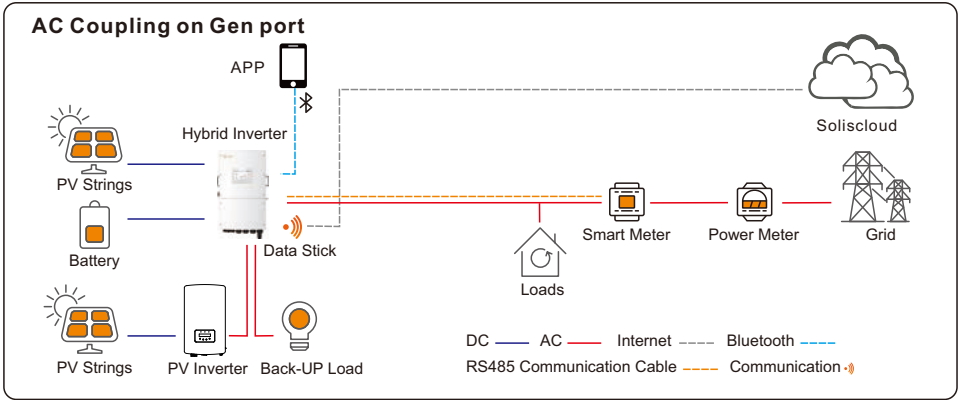 AC Coupling on Gen port
APP
Soliscloud
Hybrid Inverter
PV Strings
Data Stick
Smart Meter
Power Meter
Grid
Battery
Loads
PV Strings
PV Inverter
Back-UP Load
DC AC Internet Bluetooth
RS485 Communication Cable Communication